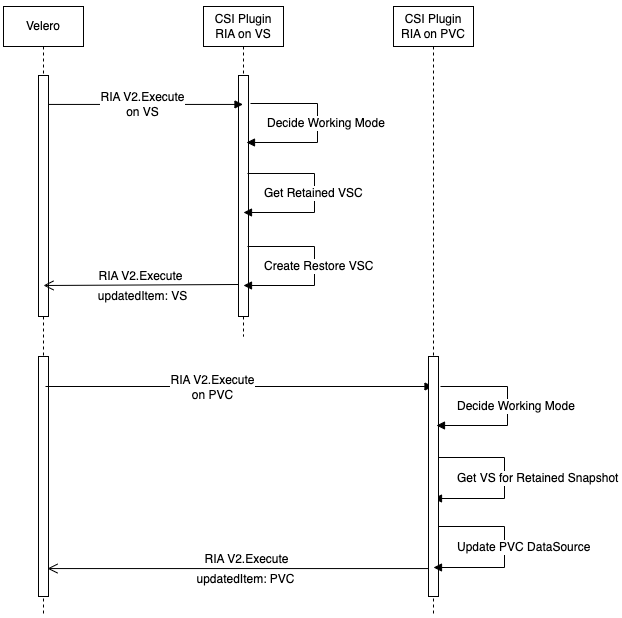 Velero
CSI Plugin
RIA on VS
CSI Plugin
RIA on PVC
RIA V2.Execute
on VS
Decide Working Mode
Get Retained VSC
Create Restore VSC
RIA V2.Execute
updatedItem: VS
RIA V2.Execute
on PVC
Decide Working Mode
Get VS for Retained Snapshot
Update PVC DataSource
RIA V2.Execute
updatedItem: PVC